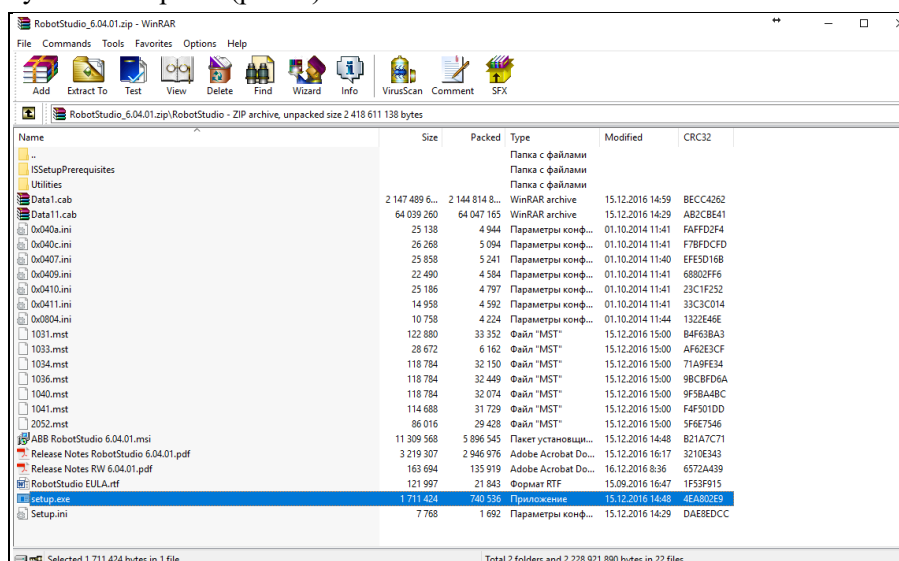 RobotStudio_6.04.01.zip - WinRAR
File Commands Tools Favorites Options Help
Add Extract To Test View Delete Find Wizard Info VirusScan Comment SFX
RobotStudio_6.04.01.zip\RobotStudio - ZIP archive, unpacked size 2 418 611 138 bytes
Name Size Packed Type Modified CRC32
.. Папка с файлами
ISSetupPrerequisites Папка с файлами
Utilities Папка с файлами
Data1.cab 2 147 489 6... 2 144 814 8... WinRAR archive 15.12.2016 14:59 BECC4262
Data11.cab 64 039 260 64 047 165 WinRAR archive 15.12.2016 14:29 AB2CBE41
0x040a.ini 25 138 4 944 Параметры конф... 01.10.2014 11:41 FAFFD2F4
0x040c.ini 26 268 5 094 Параметры конф... 01.10.2014 11:41 F7BFDCFD
0x0407.ini 25 858 5 241 Параметры конф... 01.10.2014 11:40 EFE5D16B
0x0409.ini 22 490 4 584 Параметры конф... 01.10.2014 11:41 68802FF6
0x0410.ini 25 186 4 797 Параметры конф... 01.10.2014 11:41 23C1F252
0x0411.ini 14 958 4 592 Параметры конф... 01.10.2014 11:41 33C3C014
0x0804.ini 10 758 4 224 Параметры конф... 01.10.2014 11:44 1322E46E
1031.mst 122 880 33 352 Файл "MST" 15.12.2016 15:00 B4F63BA3
1033.mst 28 672 6 162 Файл "MST" 15.12.2016 15:00 AF62E3CF
1034.mst 118 784 32 150 Файл "MST" 15.12.2016 15:00 71A9FE34
1036.mst 118 784 32 449 Файл "MST" 15.12.2016 15:00 9BCBFD6A
1040.mst 118 784 32 074 Файл "MST" 15.12.2016 15:00 9F5BA4BC
1041.mst 114 688 31 729 Файл "MST" 15.12.2016 15:00 F4F501DD
2052.mst 86 016 29 428 Файл "MST" 15.12.2016 15:00 5F6E7546
ABB RobotStudio 6.04.01.msi 11 309 568 5 896 545 Пакет установщи... 15.12.2016 14:48 B21A7C71
Release Notes RobotStudio 6.04.01.pdf 3 219 307 2 946 976 Adobe Acrobat Do... 15.12.2016 16:17 3210E343
Release Notes RW 6.04.01.pdf 163 694 135 919 Adobe Acrobat Do... 16.12.2016 8:36 6572A439
RobotStudio EULA.rtf 121 997 21 843 Формат RTF 15.09.2016 16:47 1F53F915
setup.exe 1 711 424 740 536 Приложение 15.12.2016 14:48 4EA802E9
Setup.ini 7 768 1 692 Параметры конф... 15.12.2016 14:29 DAE8EDCC
Selected 1 711 424 bytes in 1 file Total 2 folders and 2 228 921 890 bytes in 22 files